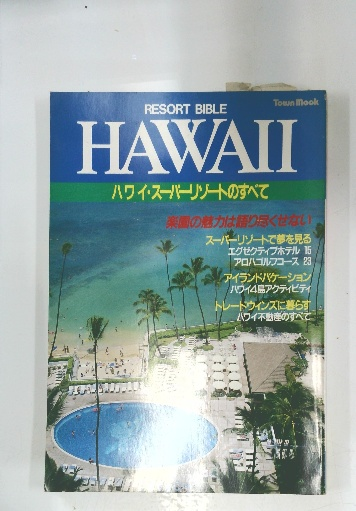 Town Mook
RESORT BIBLE
HAWAII
ハワイ・スーパーリゾートのすべて
楽園の魅力は語り尽くせない!
スーパーリゾートで夢を見る
エグゼクティブホテル 15
アロハゴルフコース 23
アイランドバケーション
ハワイ4島アクティビティ
トレードウィンズに暮らす
ハワイ不動産のすべて